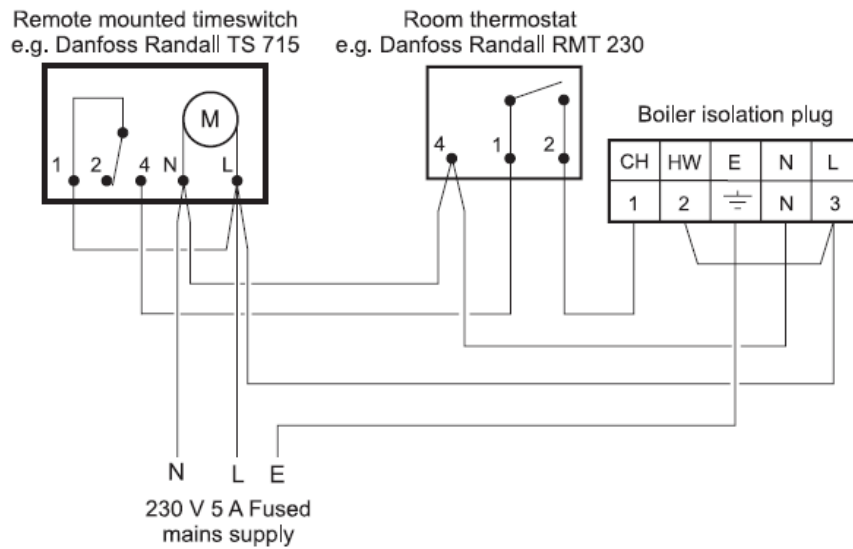 Remote mounted timeswitch
e.g. Danfoss Randall TS 715
Room thermostat
e.g. Danfoss Randall RMT 230
M
1 2 4 N L
4 1 2
Boiler isolation plug
CH HW E N L
1 2 N 3
N L E
230 V 5 A Fused
mains supply